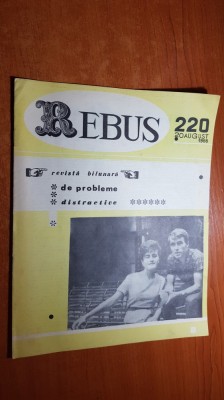 REBUS
220
20 AUGUST
1966
revistă bilunară
* de probleme
* distractive ******